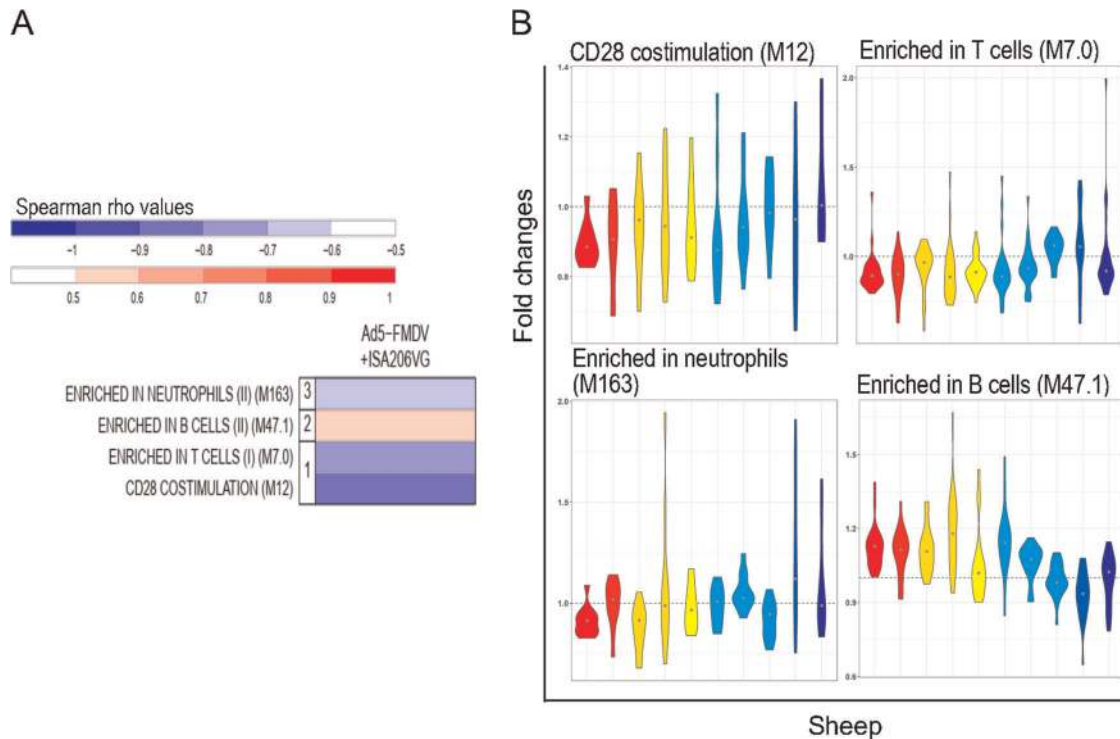 A
Spearman rho values
−1 −0.9 −0.8 −0.7 −0.6 −0.5
0.5 0.6 0.7 0.8 0.9 1
Ad5−FMDV
+ISA206VG
ENRICHED IN NEUTROPHILS (II) (M163) 3
ENRICHED IN B CELLS (II) (M47.1) 2
ENRICHED IN T CELLS (I) (M7.0) 1
CD28 COSTIMULATION (M12)
B
Fold changes
CD28 costimulation (M12)
1.4
1.2
1.0
0.8
Enriched in T cells (M7.0)
2.0
1.5
1.0
Enriched in neutrophils
(M163)
2.0
1.5
1.0
Enriched in B cells (M47.1)
1.5
1.2
0.9
0.6
Sheep